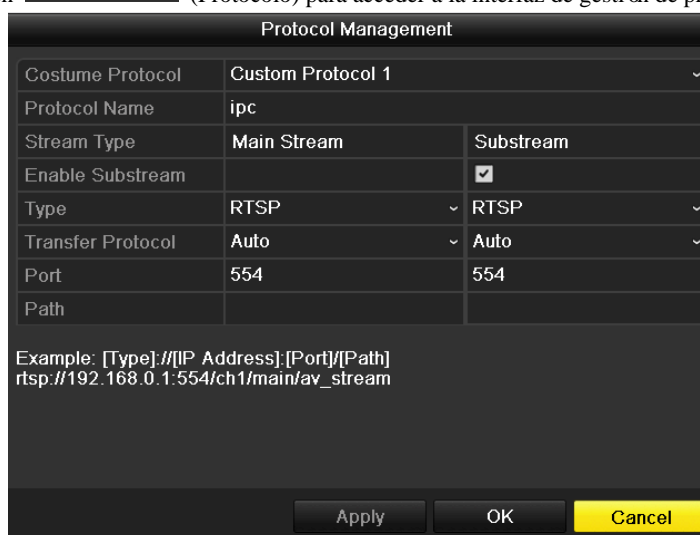 (Protocolo) para acceder a la interfaz de gestión de
Protocol Management
Costume Protocol Custom Protocol 1
Protocol Name ipc
Stream Type Main Stream Substream
Enable Substream
Type RTSP RTSP
Transfer Protocol Auto Auto
Port 554 554
Path
Example: [Type]://[IP Address]:[Port]/[Path]
rtsp://192.168.0.1:554/ch1/main/av_stream
Apply OK Cancel